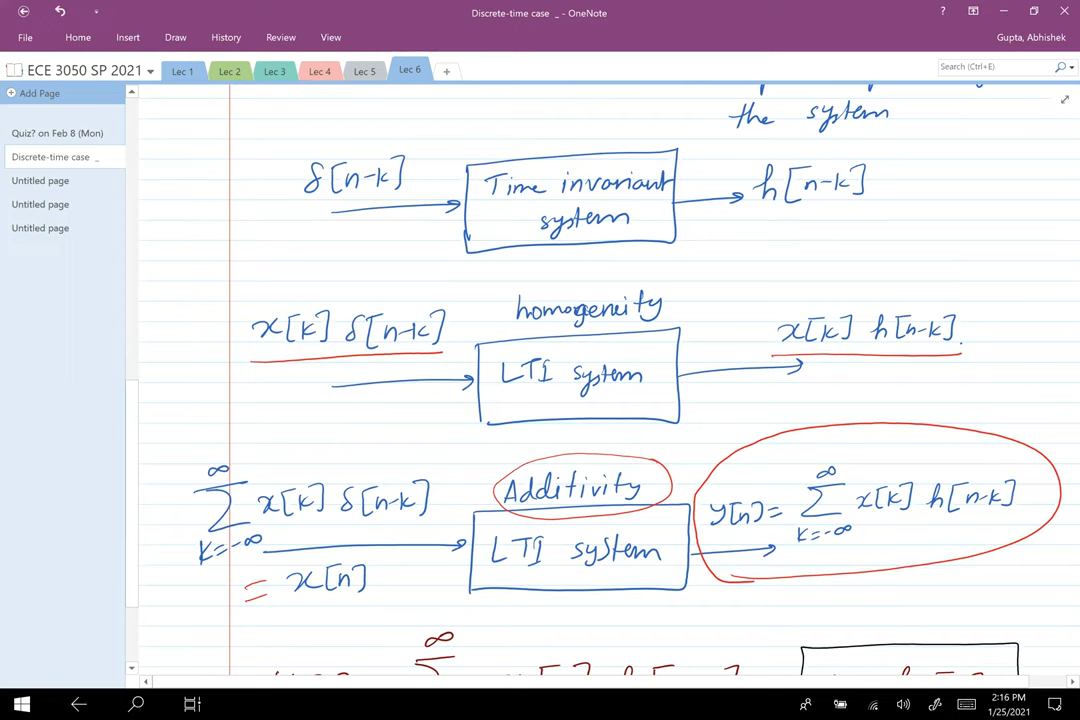 Discrete-time case _ - OneNote
?
File Home Insert Draw History Review View
Gupta, Abhishek
ECE 3050 SP 2021
Lec 1 Lec 2 Lec 3 Lec 4 Lec 5 Lec 6 +
Search (Ctrl+E)
Add Page
Quiz? on Feb 8 (Mon)
Discrete-time case _
Untitled page
Untitled page
Untitled page
the system
δ[n-k]
Time invariant
system
h[n-k]
homogeneity
x[k] δ[n-k]
LTI system
x[k] h[n-k].
Additivity
∞
Σ x[k] δ[n-k]
k=-∞
= x[n]
LTI system
∞
y[n] = Σ x[k] h[n-k]
k=-∞
∞
Σ
2:16 PM
1/25/2021